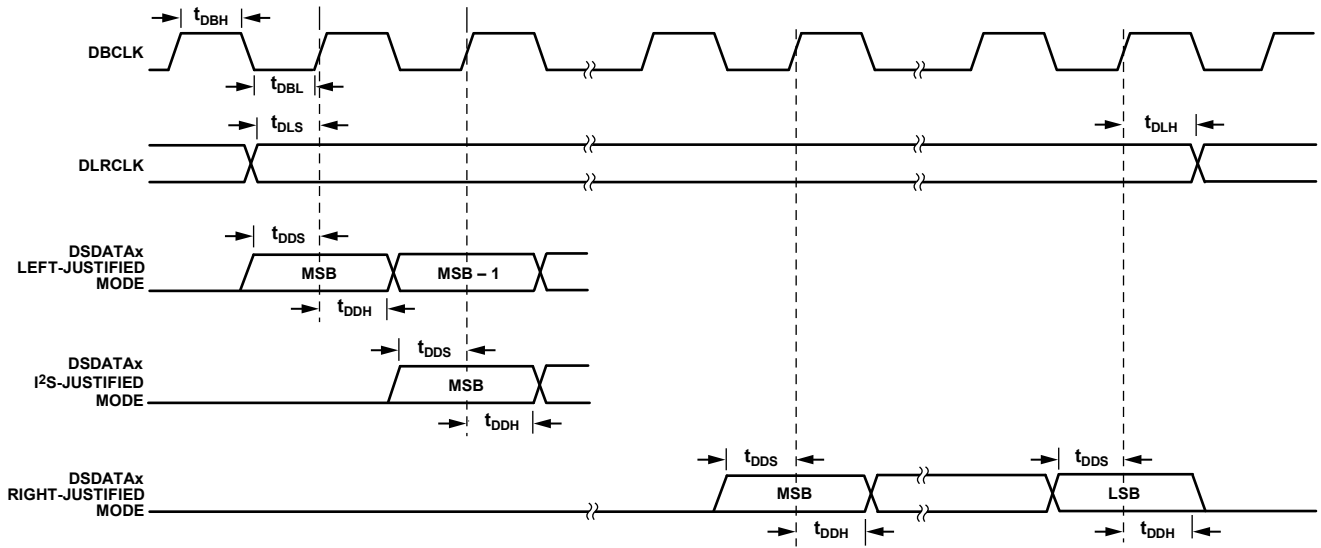 tDBH
DBCLK
tDBL
tDLS
tDLH
DLRCLK
tDDS
DSDATAx
LEFT-JUSTIFIED
MODE
MSB
MSB – 1
tDDH
tDDS
DSDATAx
I2S-JUSTIFIED
MODE
MSB
tDDH
tDDS
tDDS
DSDATAx
RIGHT-JUSTIFIED
MODE
MSB
LSB
tDDH
tDDH